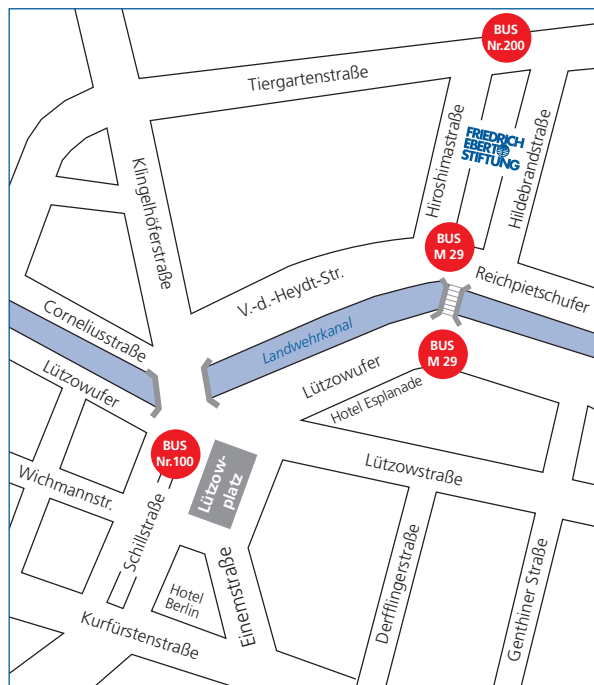 BUS
Nr.200
Tiergartenstraße
FRIEDRICH
EBERT
STIFTUNG
Hiroshimastraße
Hildebrandstraße
Klingelhöferstraße
BUS
M 29
Reichpietschufer
V.-d.-Heydt-Str.
Corneliusstraße
Landwehrkanal
BUS
M 29
Lützowufer
Lützowufer
Hotel Esplanade
BUS
Nr.100
Lützow-
platz
Lützowstraße
Wichmannstr.
Schillstraße
Einemstraße
Hotel
Berlin
Derfflingerstraße
Genthiner Straße
Kurfürstenstraße